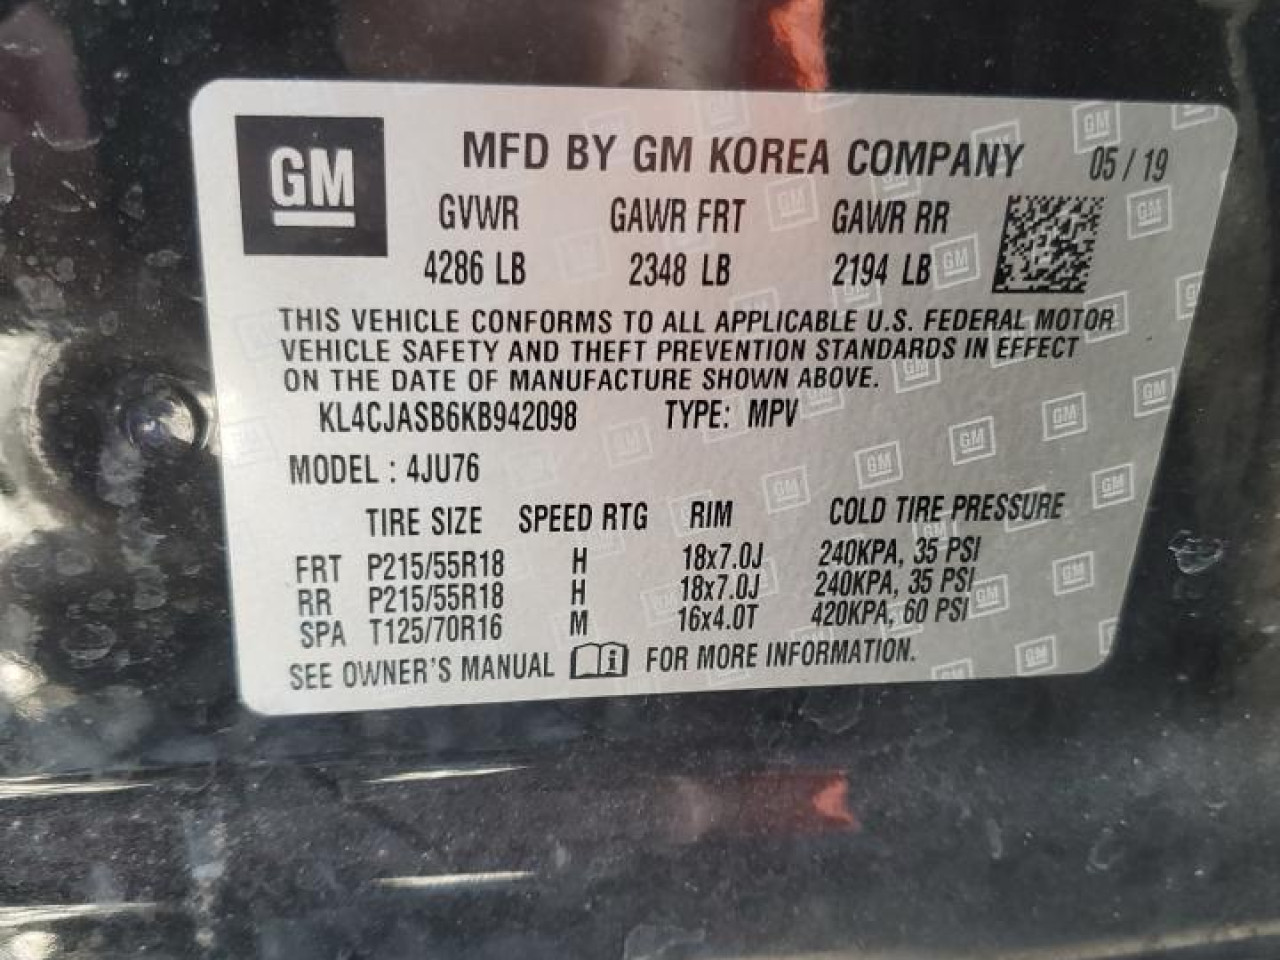 GM
MFD BY GM KOREA COMPANY 05 / 19
GVWR GAWR FRT GAWR RR
4286 LB 2348 LB 2194 LB
THIS VEHICLE CONFORMS TO ALL APPLICABLE U.S. FEDERAL MOTOR
VEHICLE SAFETY AND THEFT PREVENTION STANDARDS IN EFFECT
ON THE DATE OF MANUFACTURE SHOWN ABOVE.
KL4CJASB6KB942098 TYPE: MPV
MODEL : 4JU76
TIRE SIZE SPEED RTG RIM COLD TIRE PRESSURE
FRT P215/55R18 H 18x7.0J 240KPA, 35 PSI
RR P215/55R18 H 18x7.0J 240KPA, 35 PSI
SPA T125/70R16 M 16x4.0T 420KPA, 60 PSI
SEE OWNER'S MANUAL i FOR MORE INFORMATION.